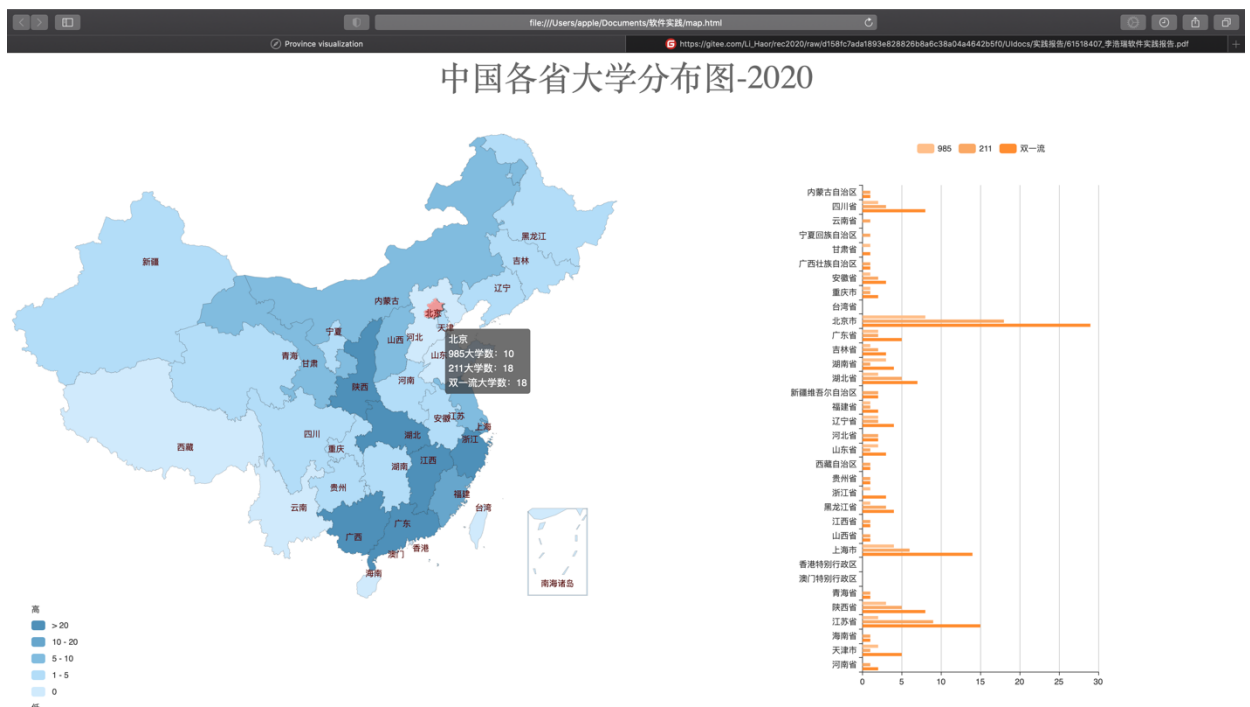 file:///Users/apple/Documents/软件实践/map.html
Province visualization
https://gitee.com/Li_Haor/rec2020/raw/d158fc7ada1893e828826b8a6c38a04a4642b5f0/UIdocs/实践报告/61518407_李浩瑞软件实践报告.pdf
中国各省大学分布图-2020
985
211
双一流
黑龙江
新疆
吉林
辽宁
内蒙古
北京
天津
宁夏
山西
河北
山东
青海
甘肃
陕西
河南
北京
985大学数：10
211大学数：18
双一流大学数：18
安徽
江苏
上海
四川
湖北
浙江
西藏
重庆
江西
湖南
贵州
福建
云南
台湾
广西
广东
香港
澳门
海南
南海诸岛
高
> 20
10 - 20
5 - 10
1 - 5
0
低
内蒙古自治区
四川省
云南省
宁夏回族自治区
甘肃省
广西壮族自治区
安徽省
重庆市
台湾省
北京市
广东省
吉林省
湖南省
湖北省
新疆维吾尔自治区
福建省
辽宁省
河北省
山东省
西藏自治区
贵州省
浙江省
黑龙江省
江西省
山西省
上海市
香港特别行政区
澳门特别行政区
青海省
陕西省
江苏省
海南省
天津市
河南省
0 5 10 15 20 25 30